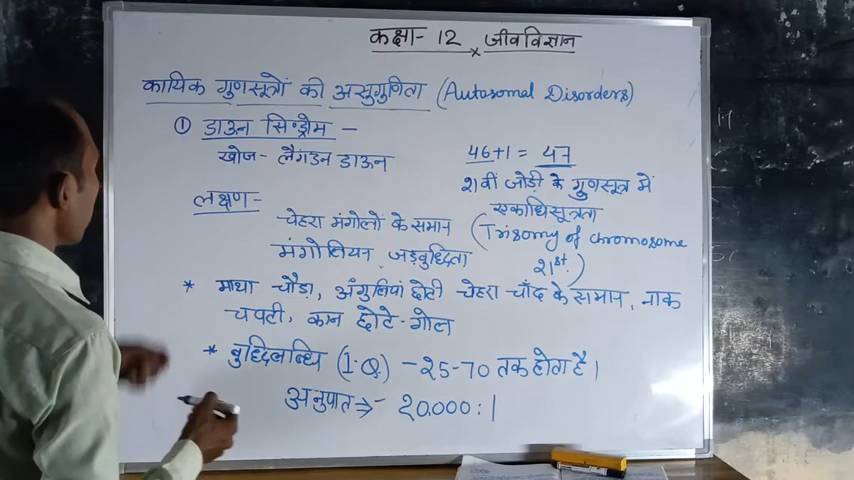 कक्षा- 12 × जीवविज्ञान
कायिक गुणसूत्रों की असुगुणिता (Autosomal Disorders)
① डाउन सिण्ड्रोम -
खोज- लैंगडन डाउन
46+1 = 47
21वीं जोड़ी के गुणसूत्र में
एकाधिसूत्रता
(Trisomy of chromosome
21st.)
लक्षण-
चेहरा मंगोलों के समान
मंगोलियन जड़बुद्धिता
* माथा चौड़ा, अंगुलियां छोटी चेहरा चाँद के समान, नाक
चपटी, कान छोटे-गोल
* बुद्धिलब्धि (I.Q.) - 25-70 तक होता है।
अनुपात ⇒ - 20,000 : 1